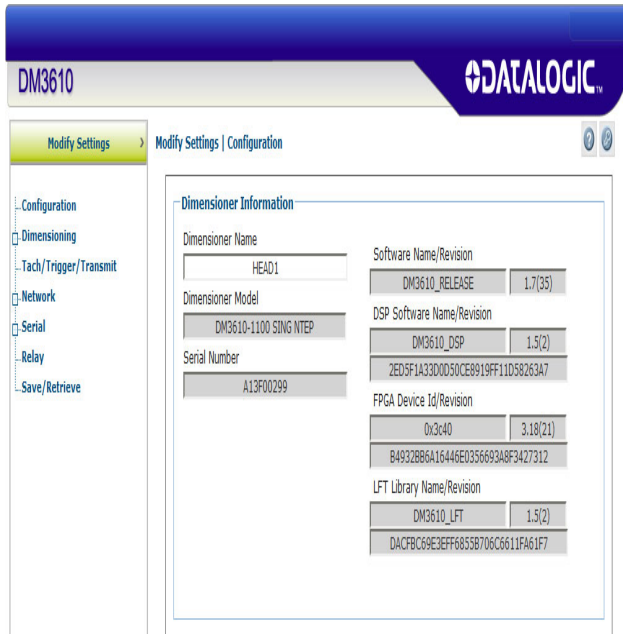 DM3610
DATALOGIC™
Modify Settings
Modify Settings | Configuration
Configuration
Dimensioning
Tach/Trigger/Transmit
Network
Serial
Relay
Save/Retrieve
Dimensioner Information
Dimensioner Name
HEAD1
Dimensioner Model
DM3610-1100 SING NTEP
Serial Number
A13F00299
Software Name/Revision
DM3610_RELEASE 1.7(35)
DSP Software Name/Revision
DM3610_DSP 1.5(2)
2ED5F1A33D0D50CE8919FF11D58263A7
FPGA Device Id/Revision
0x3c40 3.18(21)
B4932BB6A16446E0356693A8F3427312
LFT Library Name/Revision
DM3610_LFT 1.5(2)
DACFBC69E3EFF6855B706C6611FA61F7